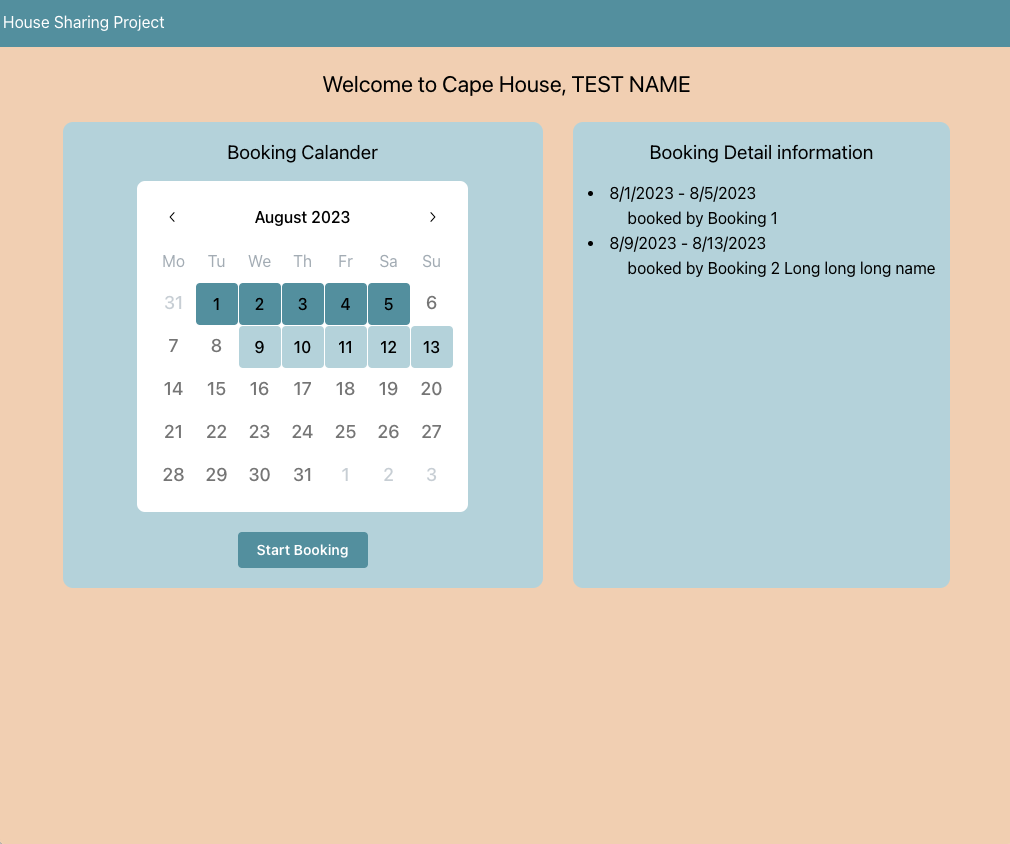 House Sharing Project
Welcome to Cape House, TEST NAME
Booking Calander
August 2023
Mo Tu We Th Fr Sa Su
31 1 2 3 4 5 6
7 8 9 10 11 12 13
14 15 16 17 18 19 20
21 22 23 24 25 26 27
28 29 30 31 1 2 3
Start Booking
Booking Detail information
8/1/2023 - 8/5/2023
booked by Booking 1
8/9/2023 - 8/13/2023
booked by Booking 2 Long long long name